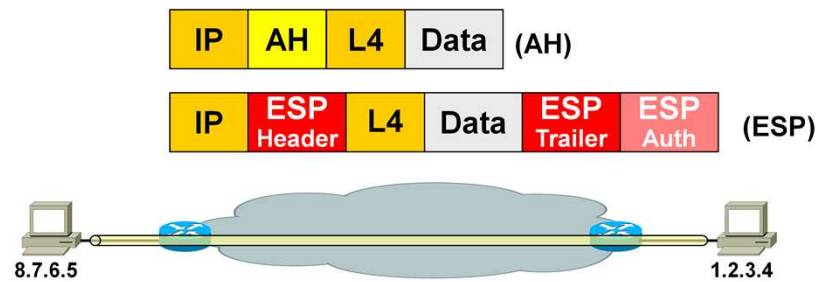 IP AH L4 Data (AH)
IP ESP Header L4 Data ESP Trailer ESP Auth (ESP)
8.7.6.5 1.2.3.4